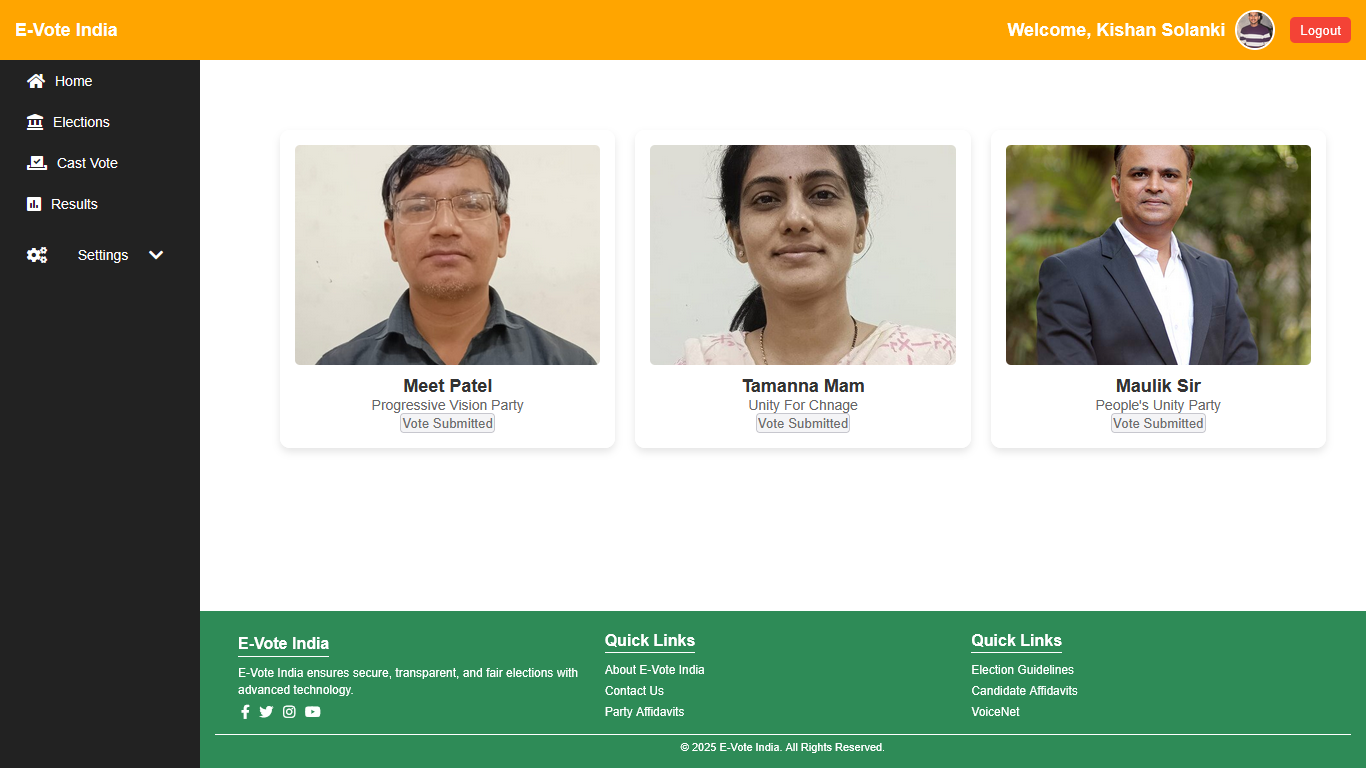 E-Vote India
Welcome, Kishan Solanki
Logout
Home
Elections
Cast Vote
Results
Settings
Meet Patel
Progressive Vision Party
Vote Submitted
Tamanna Mam
Unity For Chnage
Vote Submitted
Maulik Sir
People's Unity Party
Vote Submitted
E-Vote India
E-Vote India ensures secure, transparent, and fair elections with
advanced technology.
Quick Links
About E-Vote India
Contact Us
Party Affidavits
Quick Links
Election Guidelines
Candidate Affidavits
VoiceNet
© 2025 E-Vote India. All Rights Reserved.